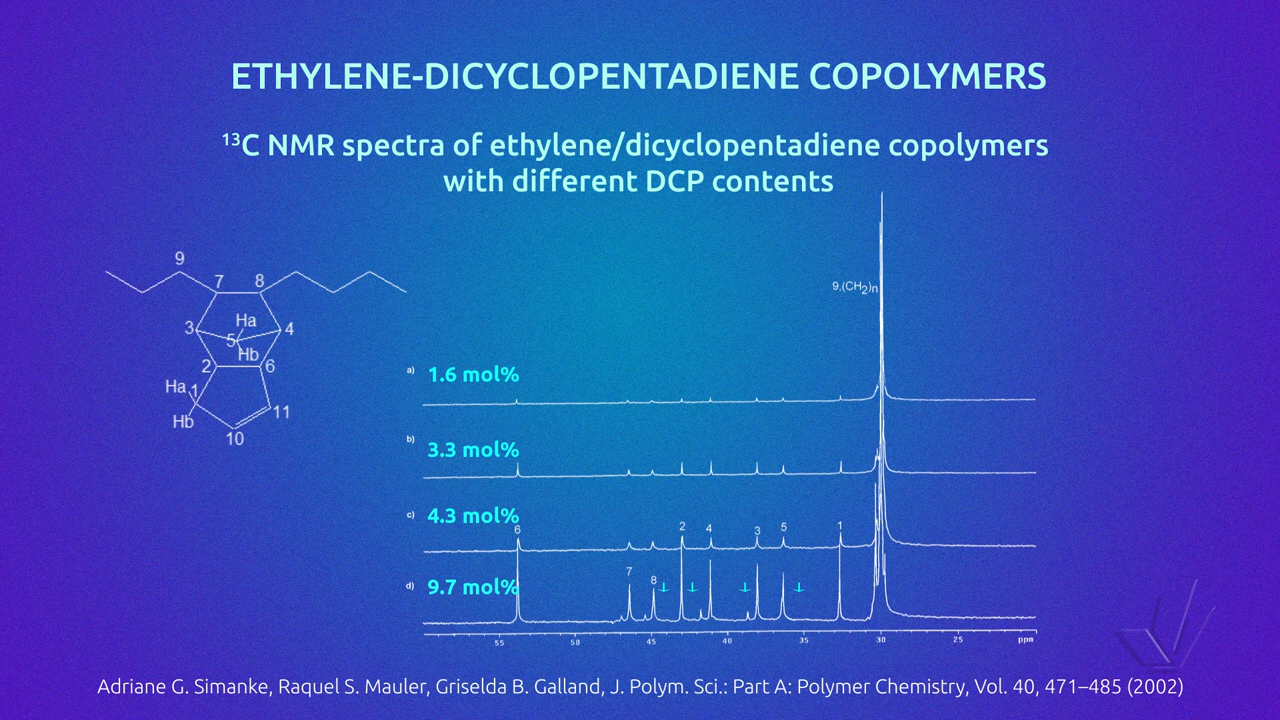 ETHYLENE-DICYCLOPENTADIENE COPOLYMERS
¹³C NMR spectra of ethylene/dicyclopentadiene copolymers
with different DCP contents
9
7 8
Ha
3 5 4
Hb
2 6
Ha 1
Hb 11
10
9,(CH₂)n
a) 1.6 mol%
b) 3.3 mol%
c) 4.3 mol%
6 2 4 3 5 1
d) 9.7 mol%
7 8
55 50 45 40 35 30 25 ppm
Adriane G. Simanke, Raquel S. Mauler, Griselda B. Galland, J. Polym. Sci.: Part A: Polymer Chemistry, Vol. 40, 471–485 (2002)